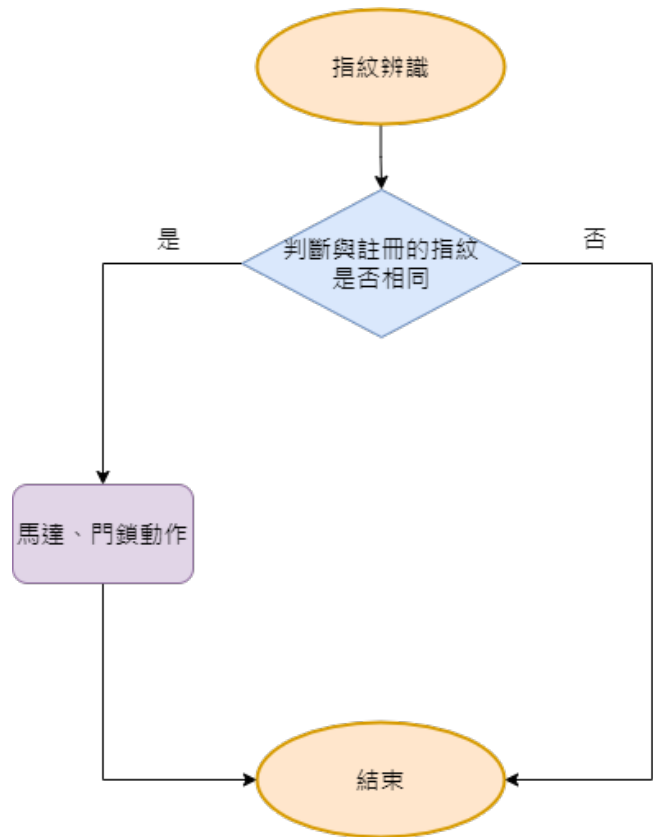 指紋辨識
判斷與註冊的指紋
是否相同
是
否
馬達、門鎖動作
結束